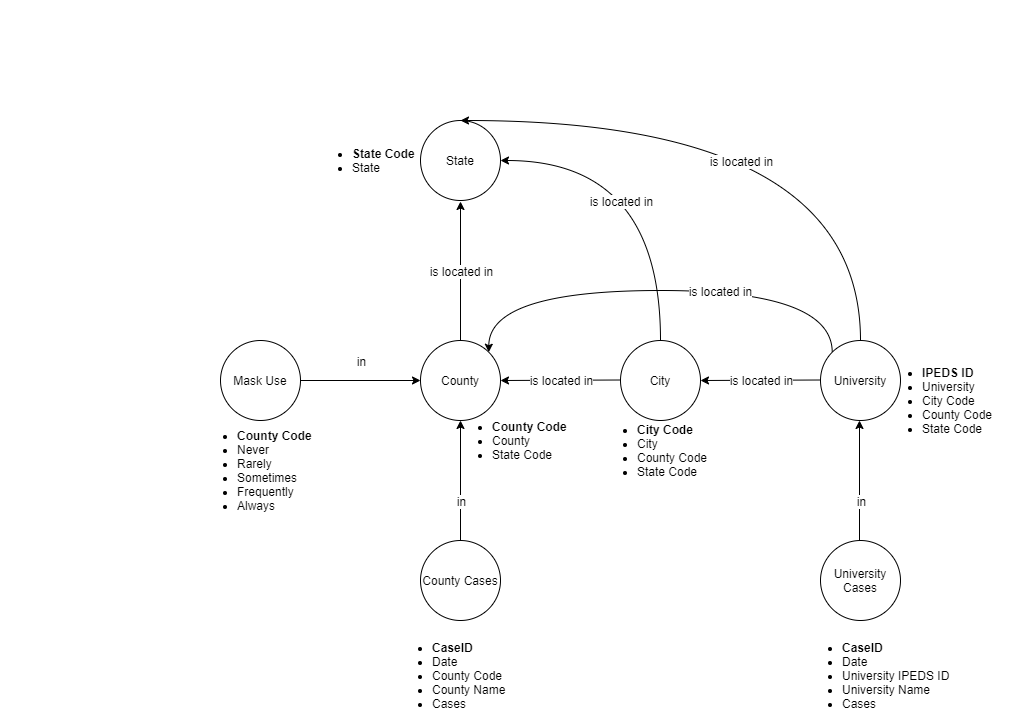 State Code
State
State
is located in
is located in
is located in
is located in
in
Mask Use
County
is located in
City
is located in
University
IPEDS ID
University
City Code
County Code
State Code
County Code
Never
Rarely
Sometimes
Frequently
Always
County Code
County
State Code
City Code
City
County Code
State Code
in
in
County Cases
University
Cases
CaseID
Date
County Code
County Name
Cases
CaseID
Date
University IPEDS ID
University Name
Cases